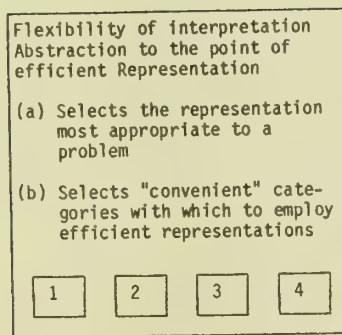 Flexibility of interpretation
Abstraction to the point of
efficient Representation
(a) Selects the representation
most appropriate to a
problem
(b) Selects "convenient" cate-
gories with which to employ
efficient representations
1 2 3 4